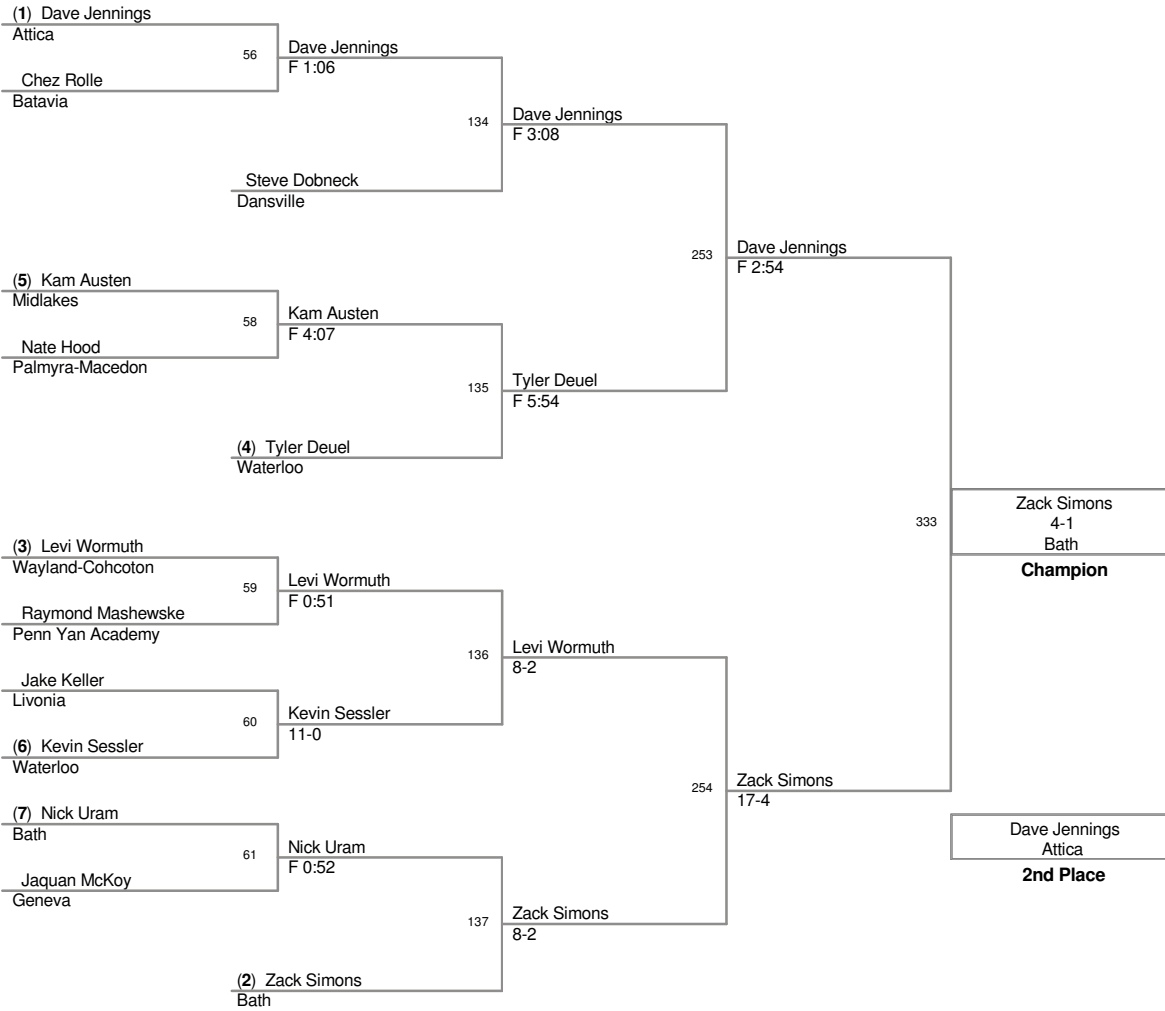 (1) Dave Jennings
Attica
56
Dave Jennings
F 1:06
Chez Rolle
Batavia
134
Dave Jennings
F 3:08
Steve Dobneck
Dansville
253
Dave Jennings
F 2:54
(5) Kam Austen
Midlakes
58
Kam Austen
F 4:07
Nate Hood
Palmyra-Macedon
135
Tyler Deuel
F 5:54
(4) Tyler Deuel
Waterloo
333
Zack Simons
4-1
Bath
Champion
(3) Levi Wormuth
Wayland-Cohcoton
59
Levi Wormuth
F 0:51
Raymond Mashewske
Penn Yan Academy
136
Levi Wormuth
8-2
Jake Keller
Livonia
60
Kevin Sessler
11-0
(6) Kevin Sessler
Waterloo
254
Zack Simons
17-4
(7) Nick Uram
Bath
61
Nick Uram
F 0:52
Jaquan McKoy
Geneva
137
Zack Simons
8-2
(2) Zack Simons
Bath
Dave Jennings
Attica
2nd Place